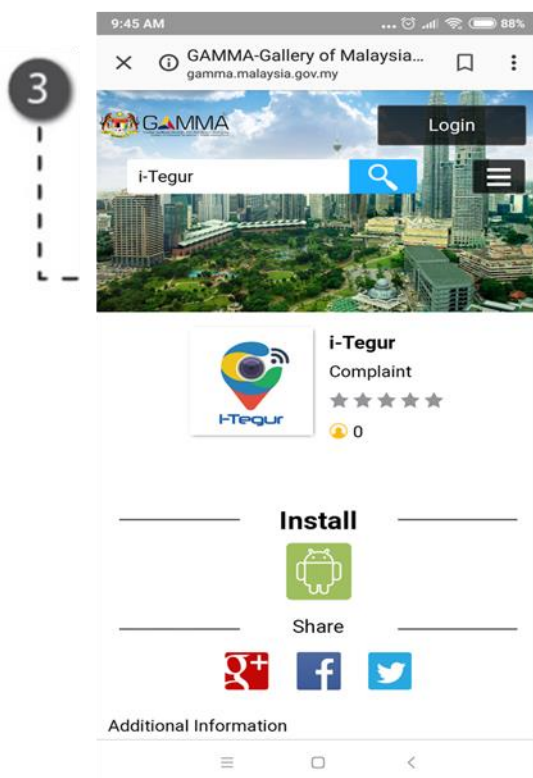 9:45 AM
88%
3
GAMMA-Gallery of Malaysia...
gamma.malaysia.gov.my
GAMMA
Login
i-Tegur
i-Tegur
Complaint
I-Tegur
0
Install
Share
g+
f
Additional Information